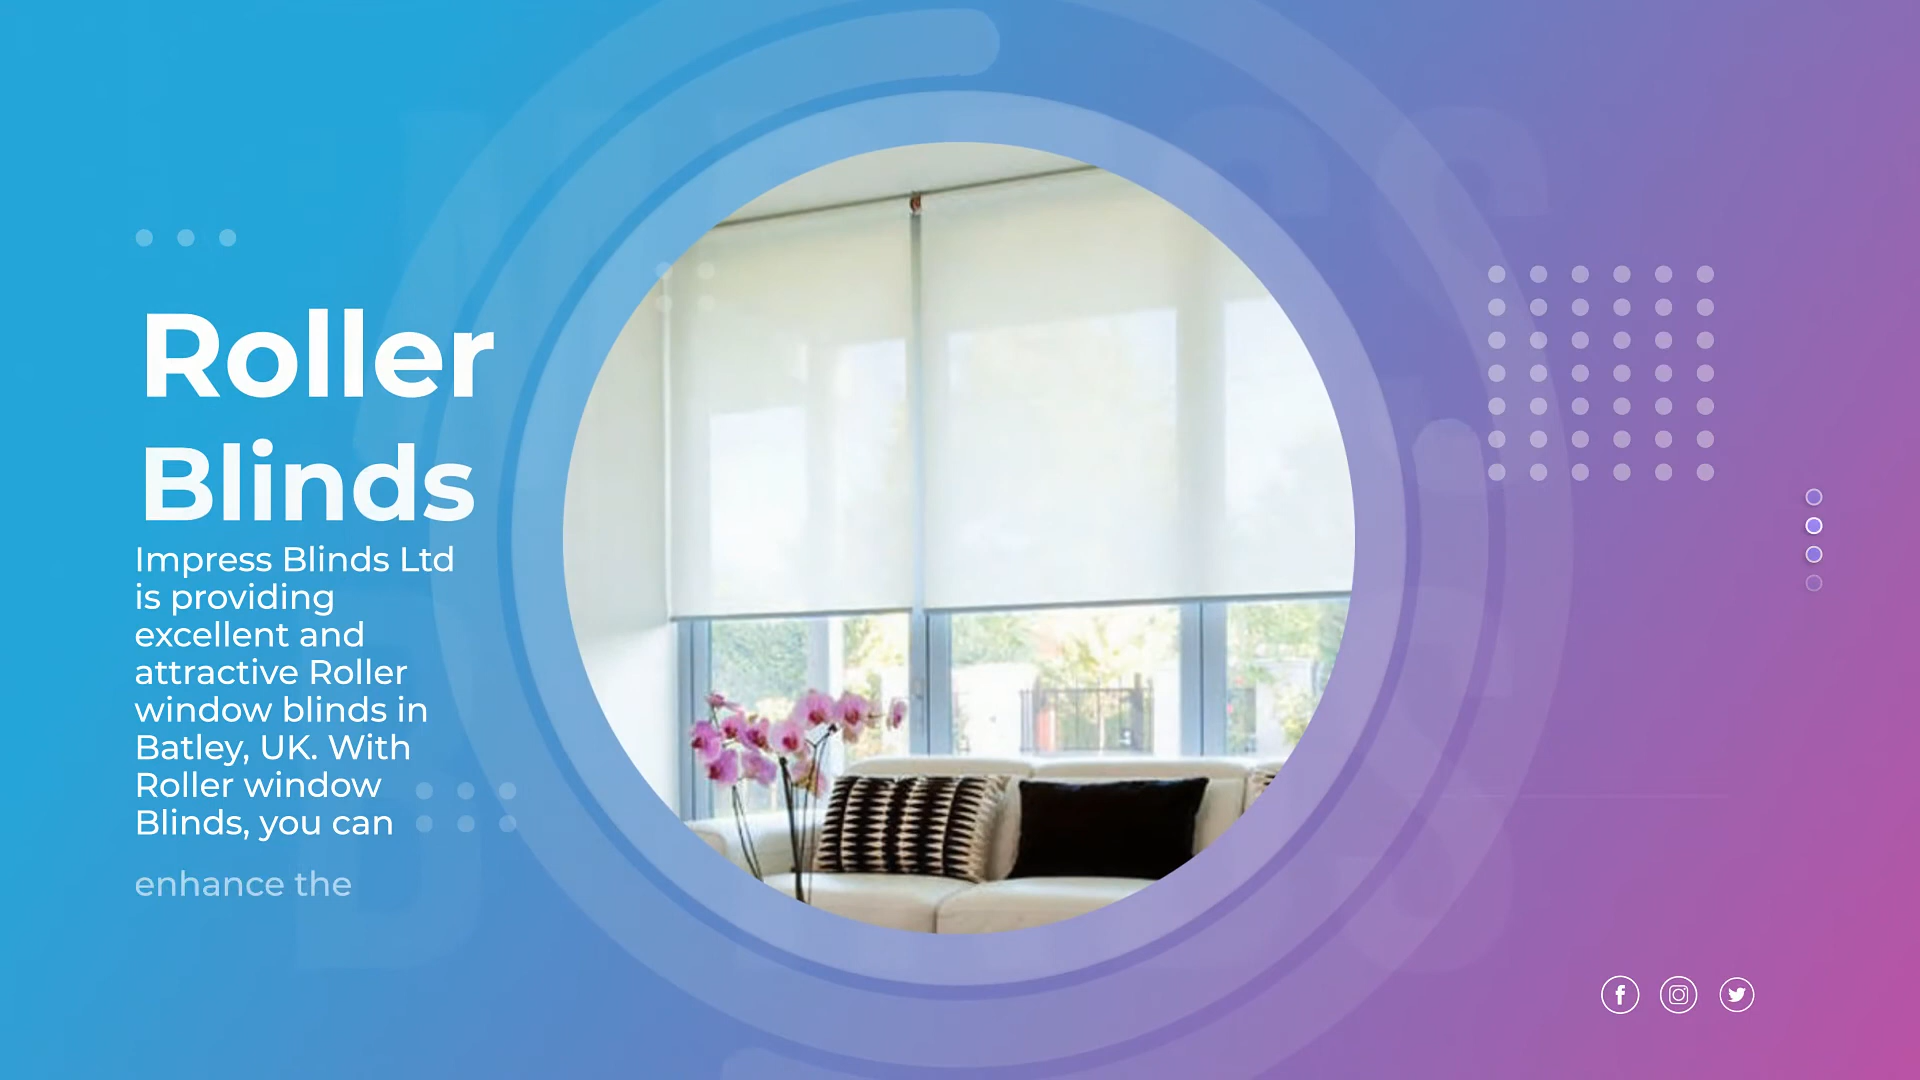 Roller
Blinds
Impress Blinds Ltd
is providing
excellent and
attractive Roller
window blinds in
Batley, UK. With
Roller window
Blinds, you can
enhance the